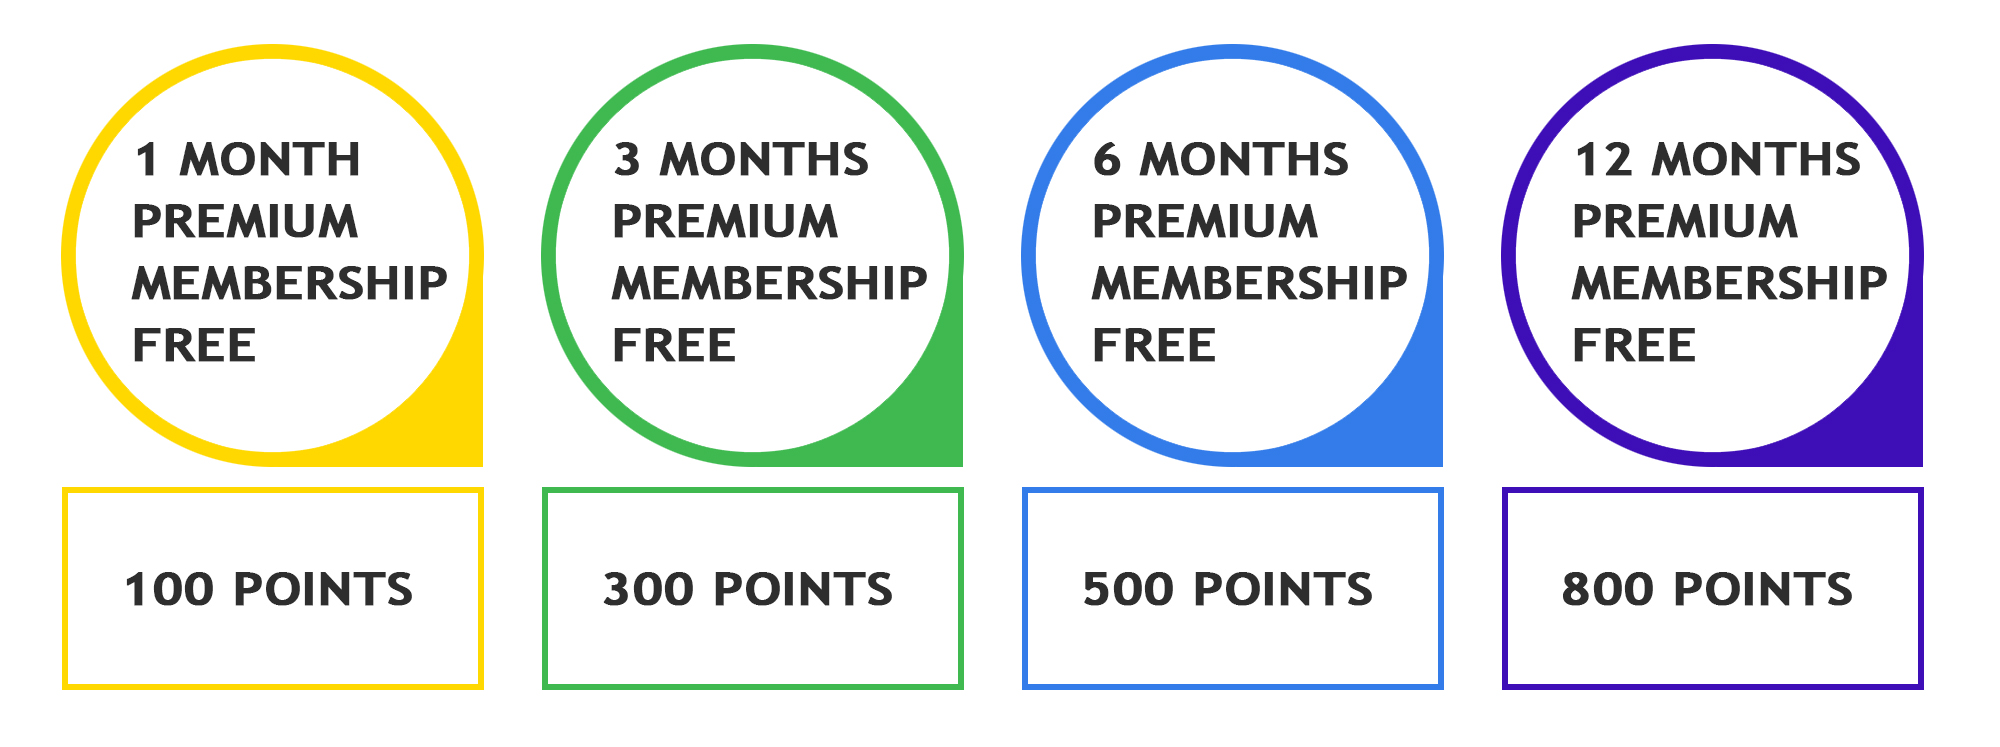 1 MONTH
PREMIUM
MEMBERSHIP
FREE
100 POINTS
3 MONTHS
PREMIUM
MEMBERSHIP
FREE
300 POINTS
6 MONTHS
PREMIUM
MEMBERSHIP
FREE
500 POINTS
12 MONTHS
PREMIUM
MEMBERSHIP
FREE
800 POINTS